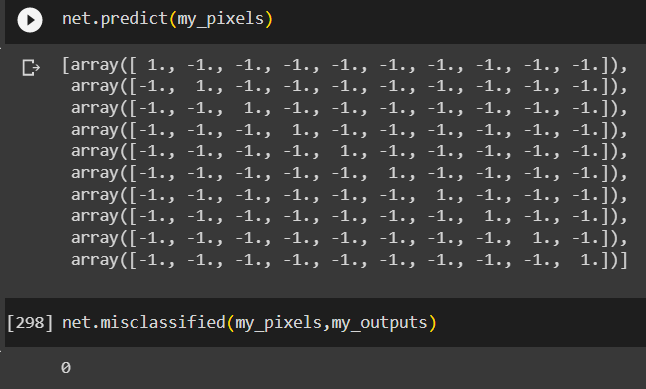 net.predict(my_pixels)
[array([ 1., -1., -1., -1., -1., -1., -1., -1., -1., -1.]),
array([-1.,  1., -1., -1., -1., -1., -1., -1., -1., -1.]),
array([-1., -1.,  1., -1., -1., -1., -1., -1., -1., -1.]),
array([-1., -1., -1.,  1., -1., -1., -1., -1., -1., -1.]),
array([-1., -1., -1., -1.,  1., -1., -1., -1., -1., -1.]),
array([-1., -1., -1., -1., -1.,  1., -1., -1., -1., -1.]),
array([-1., -1., -1., -1., -1., -1.,  1., -1., -1., -1.]),
array([-1., -1., -1., -1., -1., -1., -1.,  1., -1., -1.]),
array([-1., -1., -1., -1., -1., -1., -1., -1.,  1., -1.]),
array([-1., -1., -1., -1., -1., -1., -1., -1., -1.,  1.])]
[298] net.misclassified(my_pixels,my_outputs)
0